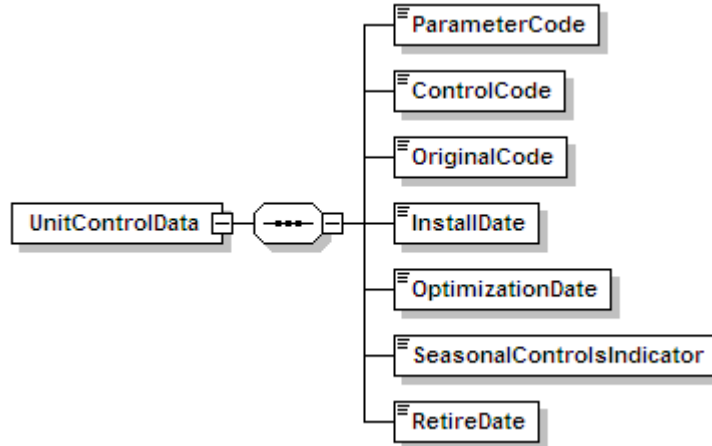 ParameterCode
ControlCode
OriginalCode
UnitControlData
InstallDate
OptimizationDate
SeasonalControlsIndicator
RetireDate